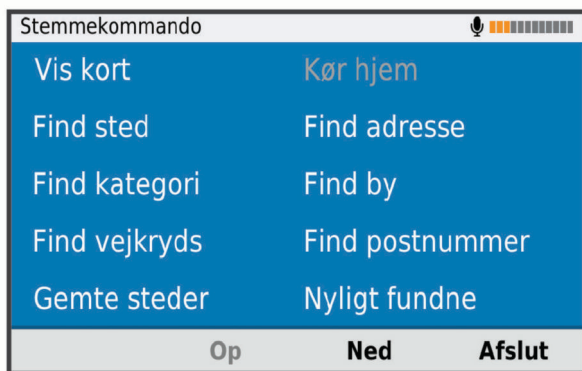 Stemmekommando
Vis kort Kør hjem
Find sted Find adresse
Find kategori Find by
Find vejkryds Find postnummer
Gemte steder Nyligt fundne
Op Ned Afslut